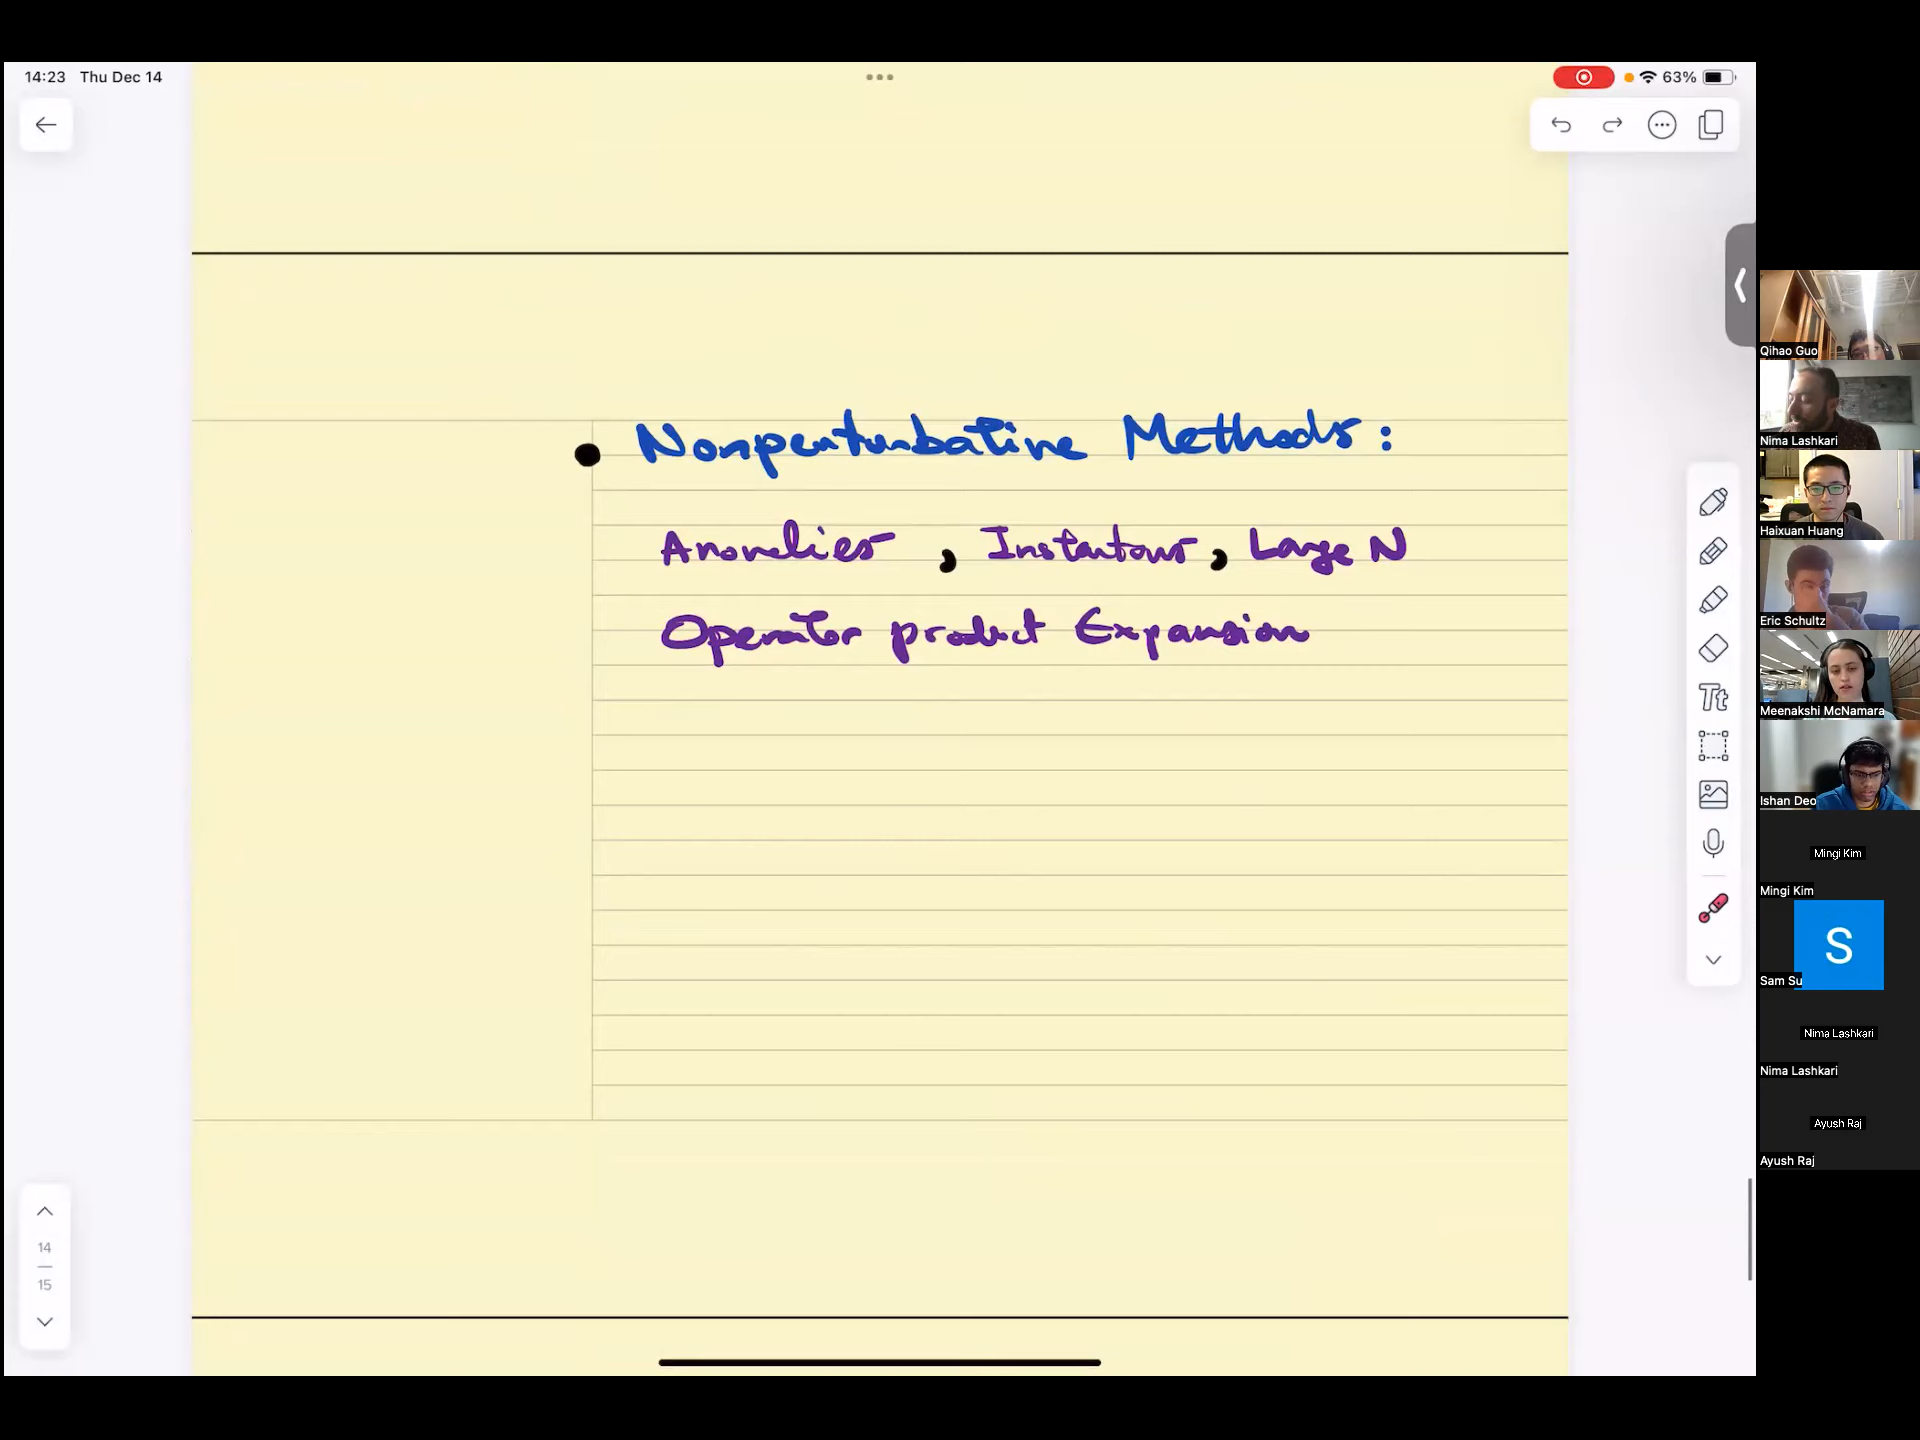 14:23 Thu Dec 14
63%
Nonperturbative Methods:
Anomalies, Instantons, Large N
Operator product Expansion
Tt
14
15
Qihao Guo
Nima Lashkari
Haixuan Huang
Eric Schultz
Meenakshi McNamara
Ishan Deo
Mingi Kim
Mingi Kim
S
Sam Su
Nima Lashkari
Nima Lashkari
Ayush Raj
Ayush Raj